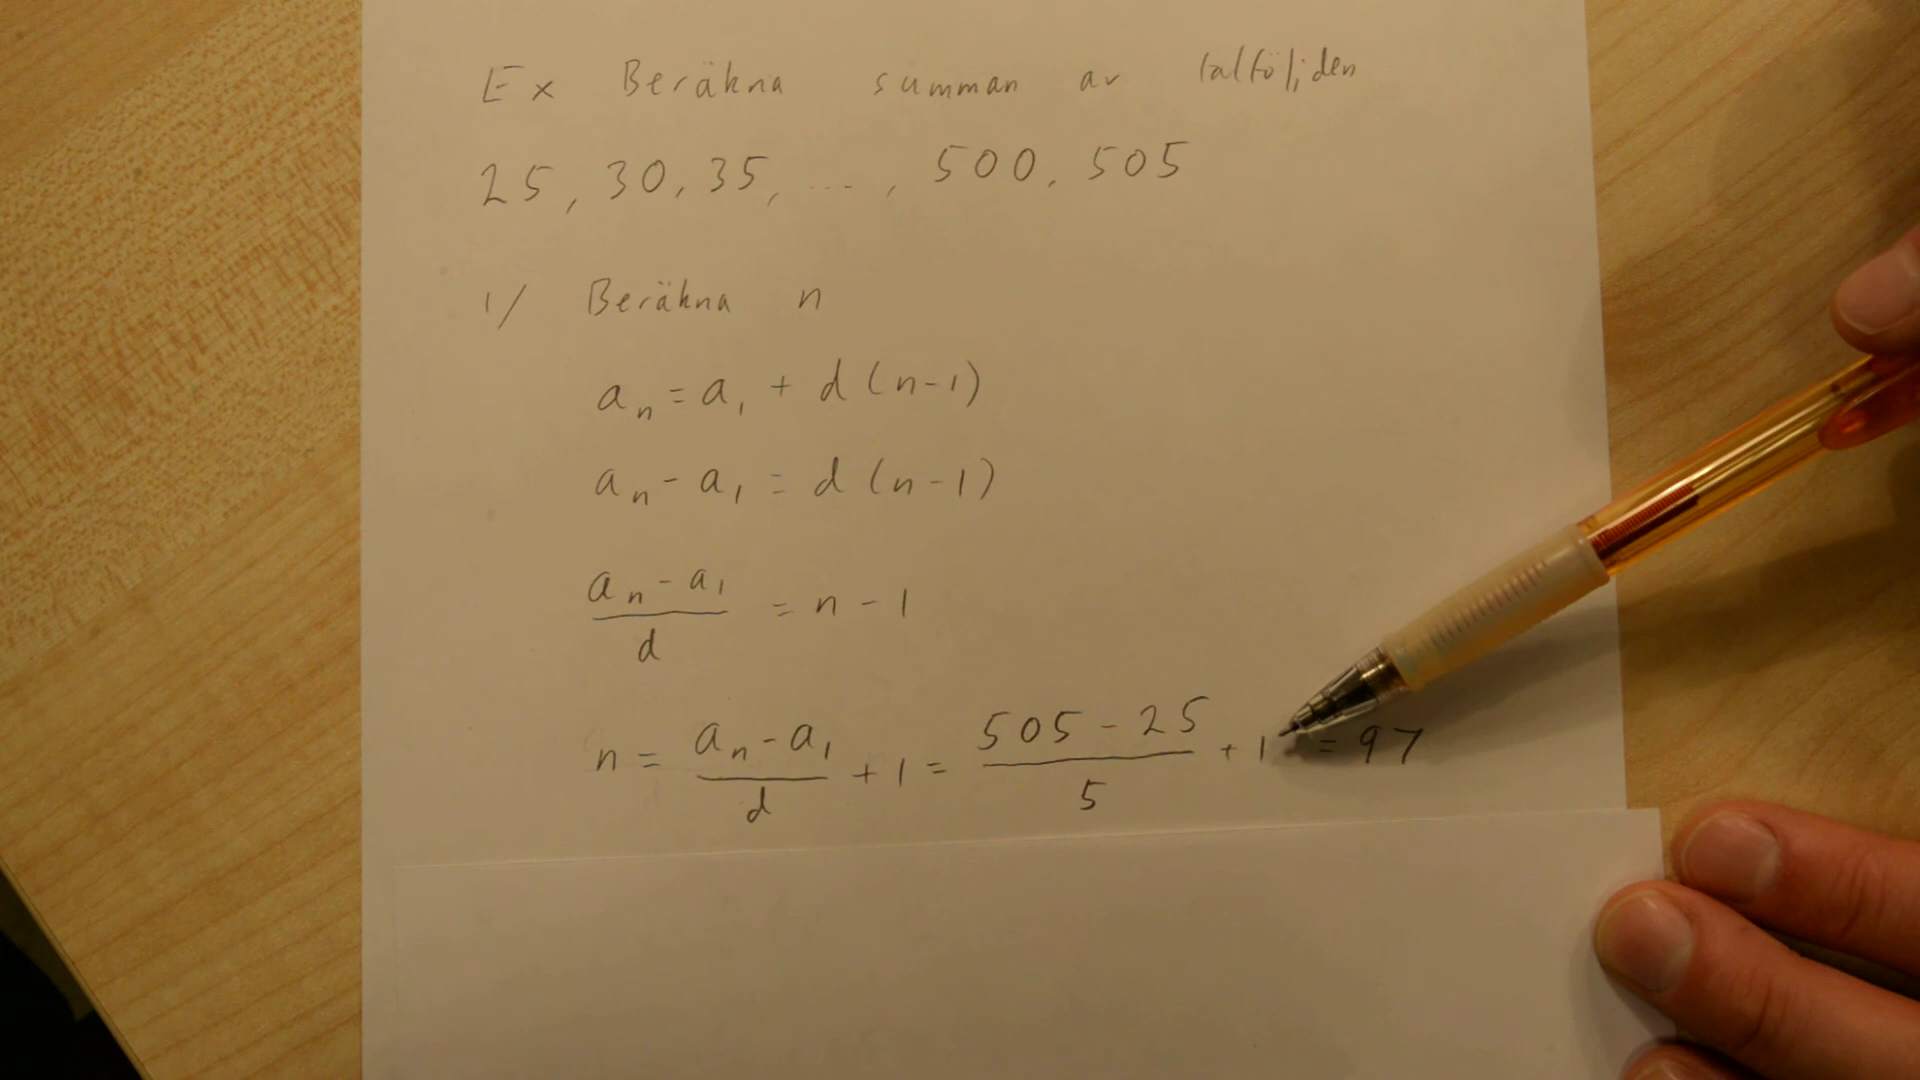 Ex Beräkna summan av talföljden
25, 30, 35, ..., 500, 505
1/ Beräkna n
aₙ = a₁ + d(n-1)
aₙ - a₁ = d(n-1)
(aₙ - a₁)/d = n - 1
n = (aₙ - a₁)/d + 1 = (505 - 25)/5 + 1 = 97